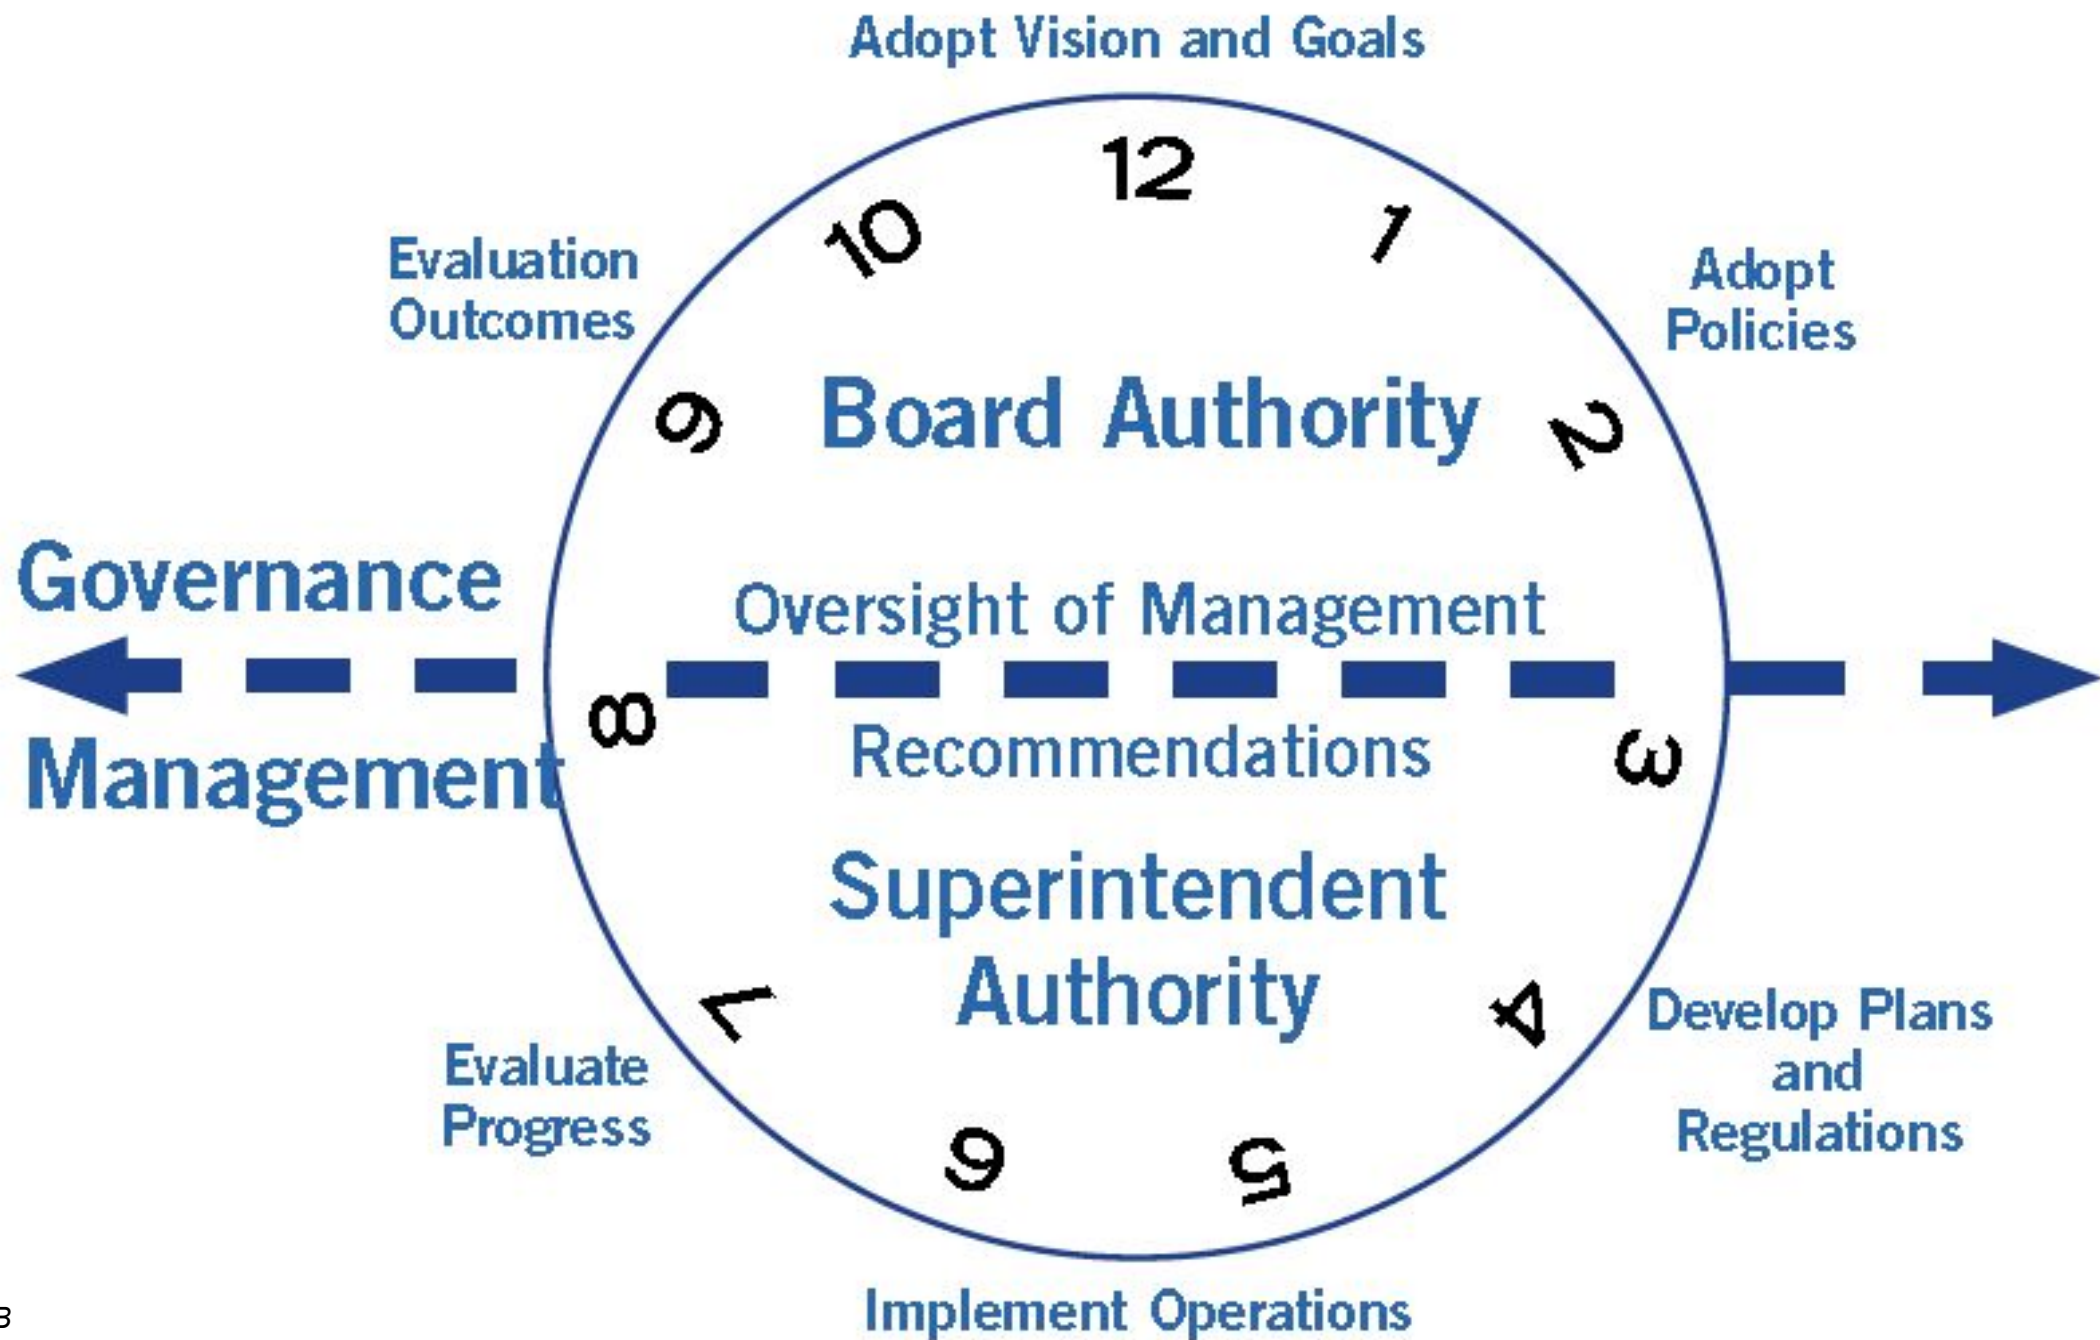 Adopt Vision and Goals
12
10
1
Evaluation
Outcomes
Adopt
Policies
9
Board Authority
2
Governance
Oversight of Management
8
Management
Recommendations
3
Superintendent
Authority
7
4
Develop Plans
and
Regulations
Evaluate
Progress
6
5
Implement Operations